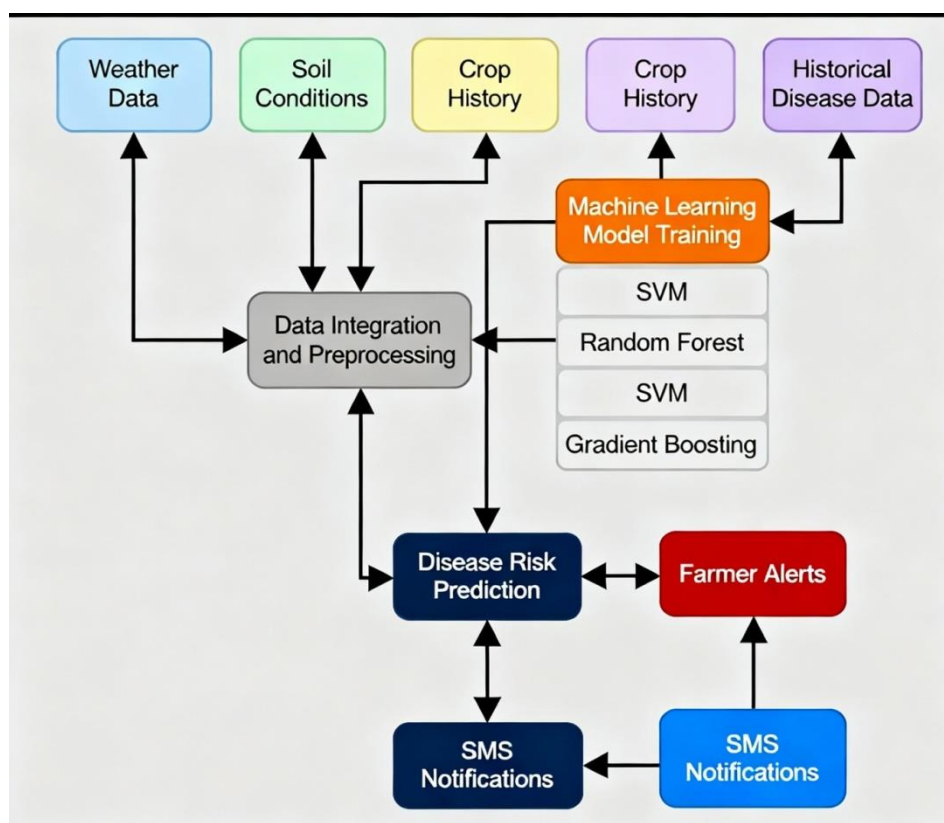 Weather
Data
Soil
Conditions
Crop
History
Crop
History
Historical
Disease Data
Machine Learning
Model Training
SVM
Random Forest
SVM
Gradient Boosting
Data Integration
and Preprocessing
Disease Risk
Prediction
Farmer Alerts
SMS
Notifications
SMS
Notifications